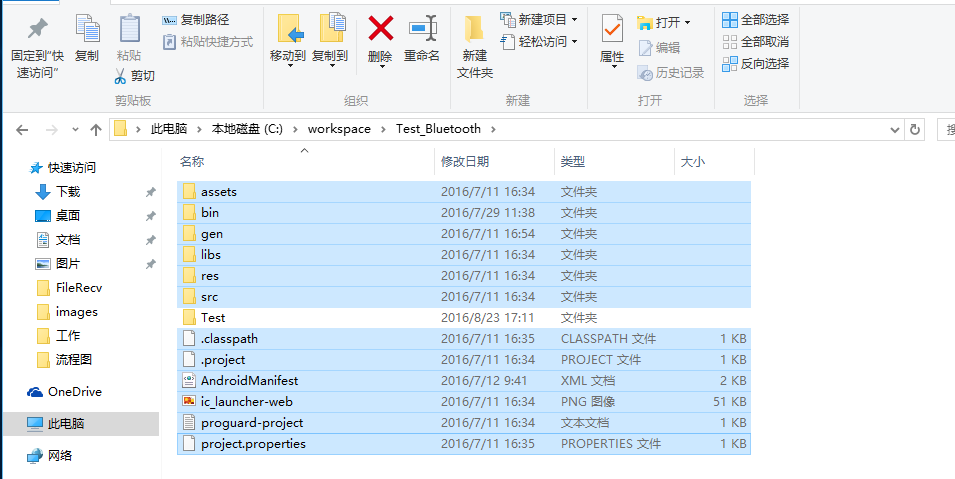 固定到"快速访问"
复制
粘贴
复制路径
粘贴快捷方式
剪切
剪贴板
移动到
复制到
删除
重命名
组织
新建文件夹
新建项目
轻松访问
新建
属性
打开
编辑
历史记录
打开
全部选择
全部取消
反向选择
选择
此电脑 本地磁盘 (C:) workspace Test_Bluetooth
搜
名称 修改日期 类型 大小
快速访问
下载
桌面
文档
图片
FileRecv
images
工作
流程图
OneDrive
此电脑
网络
assets 2016/7/11 16:34 文件夹
bin 2016/7/29 11:38 文件夹
gen 2016/7/11 16:54 文件夹
libs 2016/7/11 16:34 文件夹
res 2016/7/11 16:34 文件夹
src 2016/7/11 16:34 文件夹
Test 2016/8/23 17:11 文件夹
.classpath 2016/7/11 16:35 CLASSPATH 文件 1 KB
.project 2016/7/11 16:34 PROJECT 文件 1 KB
AndroidManifest 2016/7/12 9:41 XML 文档 2 KB
ic_launcher-web 2016/7/11 16:34 PNG 图像 51 KB
proguard-project 2016/7/11 16:34 文本文档 1 KB
project.properties 2016/7/11 16:35 PROPERTIES 文件 1 KB